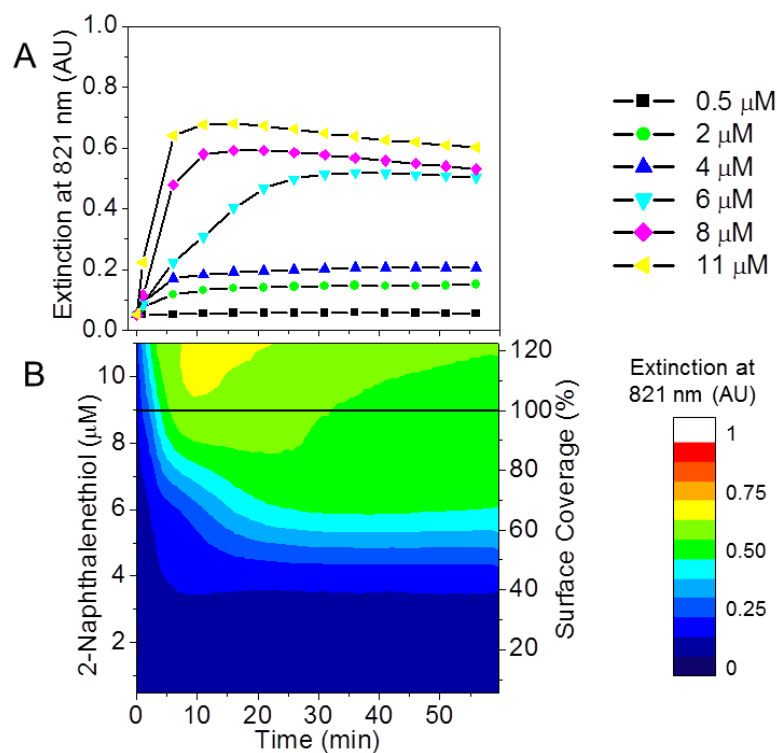 A
Extinction at 821 nm (AU)
1.0
0.8
0.6
0.4
0.2
0.0
0.5 μM
2 μM
4 μM
6 μM
8 μM
11 μM
B
2-Naphthalenethiol (μM)
10
8
6
4
2
120
100
80
60
40
20
Surface Coverage (%)
0 10 20 30 40 50
Time (min)
Extinction at
821 nm (AU)
1
0.75
0.50
0.25
0